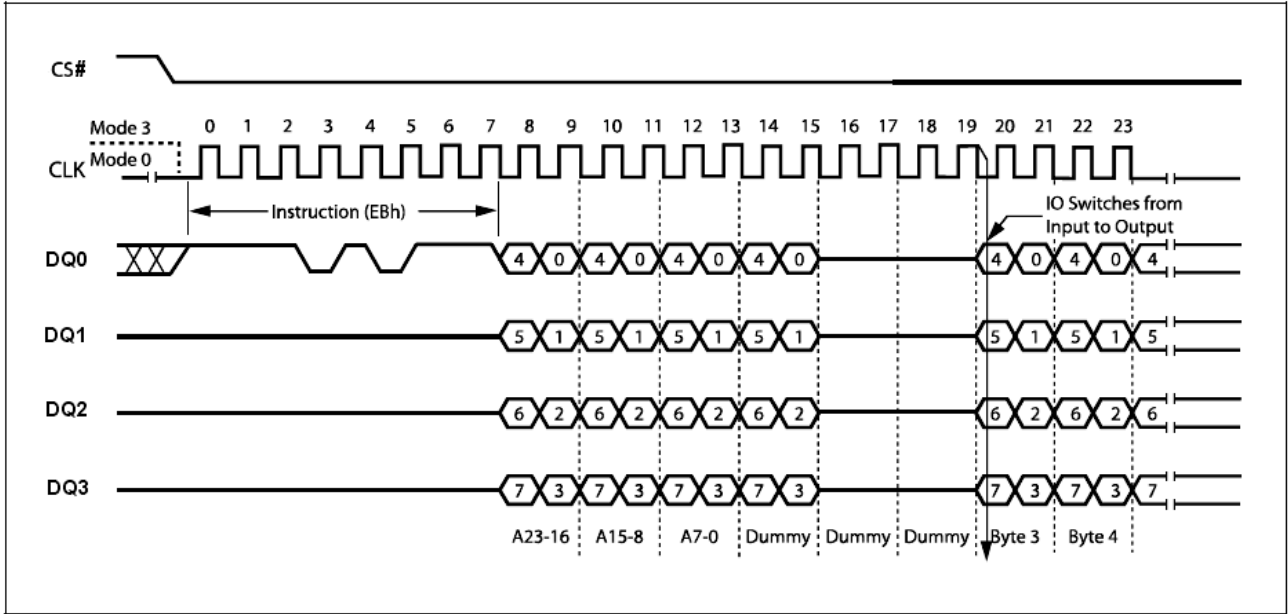 CS#
Mode 3
0 1 2 3 4 5 6 7 8 9 10 11 12 13 14 15 16 17 18 19 20 21 22 23
CLK Mode 0
Instruction (EBh)
IO Switches from
Input to Output
DQ0 4 0 4 0 4 0 4 0 4 0 4 0 4
DQ1 5 1 5 1 5 1 5 1 5 1 5 1 5
DQ2 6 2 6 2 6 2 6 2 6 2 6 2 6
DQ3 7 3 7 3 7 3 7 3 7 3 7 3 7
A23-16 A15-8 A7-0 Dummy Dummy Dummy Byte 3 Byte 4